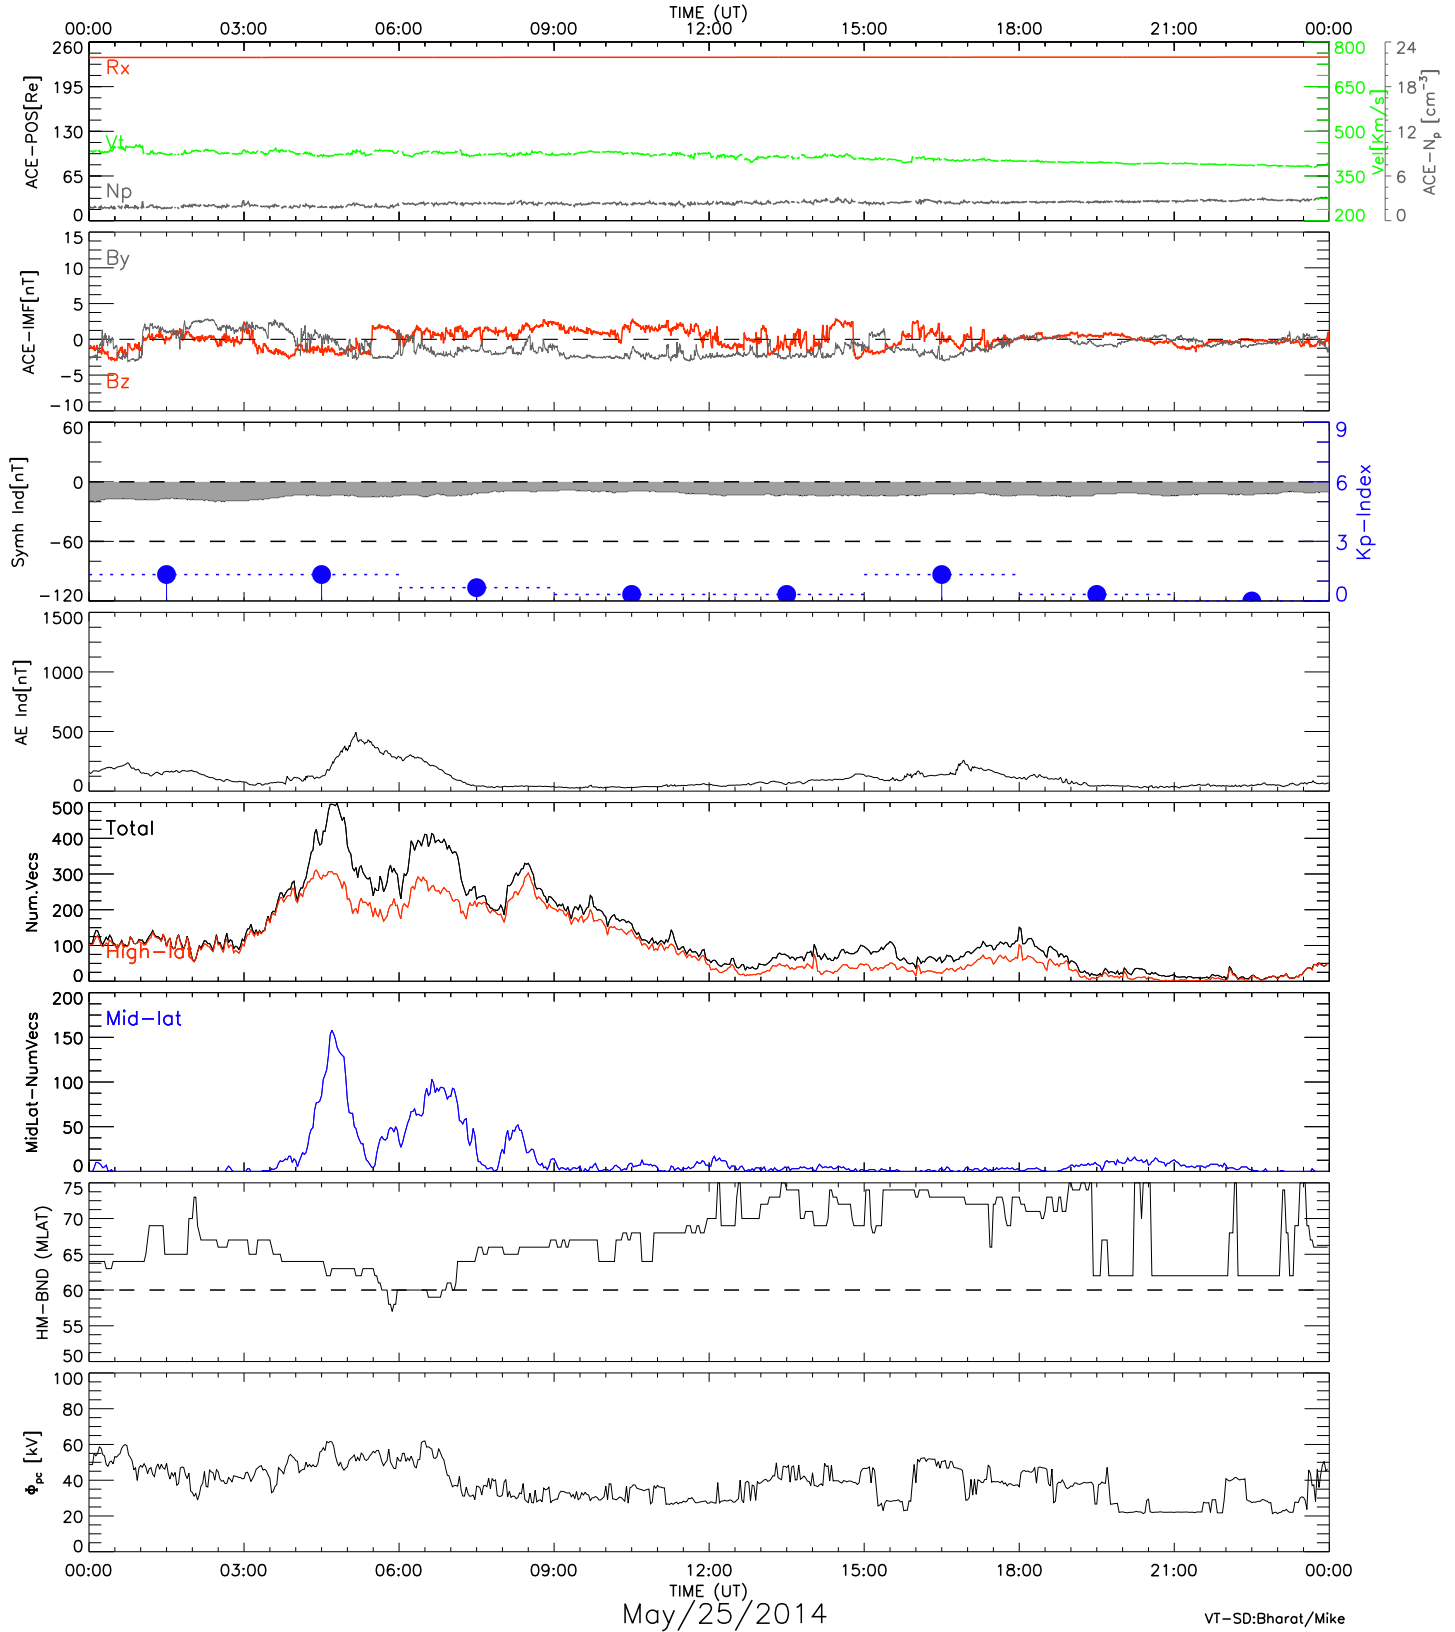 TIME (UT)
00:00 03:00 06:00 09:00 12:00 15:00 18:00 21:00 00:00
ACE-POS[Re]
260
195
130
65
0
Rx
Vt
Np
800
650
500
350
200
Vel[Km/s]
24
18
12
6
0
ACE-Np [cm-3]
ACE-IMF[nT]
15
10
5
0
-5
-10
By
Bz
Symh Ind[nT]
60
0
-60
-120
9
6
3
0
Kp-Index
AE Ind[nT]
1500
1000
500
0
Num.Vecs
500
400
300
200
100
0
Total
High-lat
MidLat-NumVecs
200
150
100
50
0
Mid-lat
HM-BND (MLAT)
75
70
65
60
55
50
Φpc [kV]
100
80
60
40
20
0
00:00 03:00 06:00 09:00 12:00 15:00 18:00 21:00 00:00
TIME (UT)
May/25/2014
VT-SD:Bharat/Mike